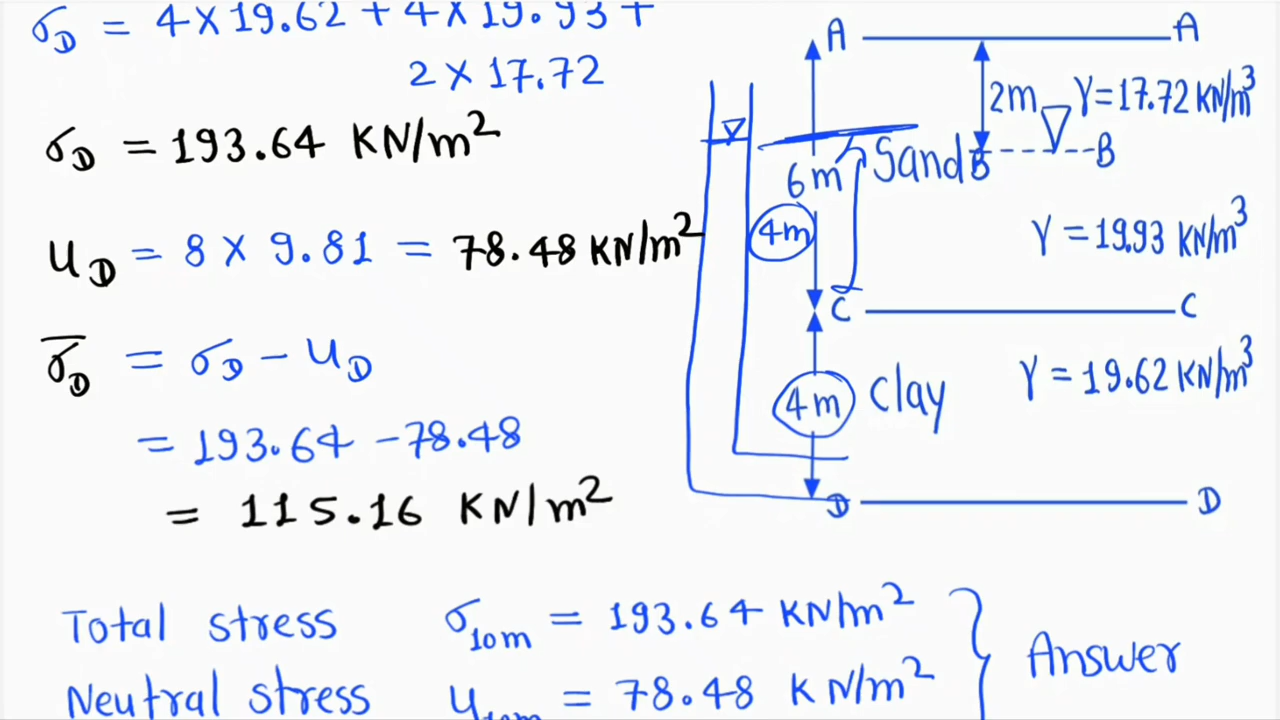 σD = 4 X 19.62 + 4 X 19.93 +
2 X 17.72
σD = 193.64 KN/m²
uD = 8 X 9.81 = 78.48 KN/m²
σ̅D = σD - uD
= 193.64 - 78.48
= 115.16 KN/m²
A A
2m γ=17.72 KN/m³
6m Sand B B
4m γ = 19.93 KN/m³
C C
4m Clay γ = 19.62 KN/m³
D D
Total stress σ10m = 193.64 KN/m²
Answer
Neutral stress u10m = 78.48 KN/m²